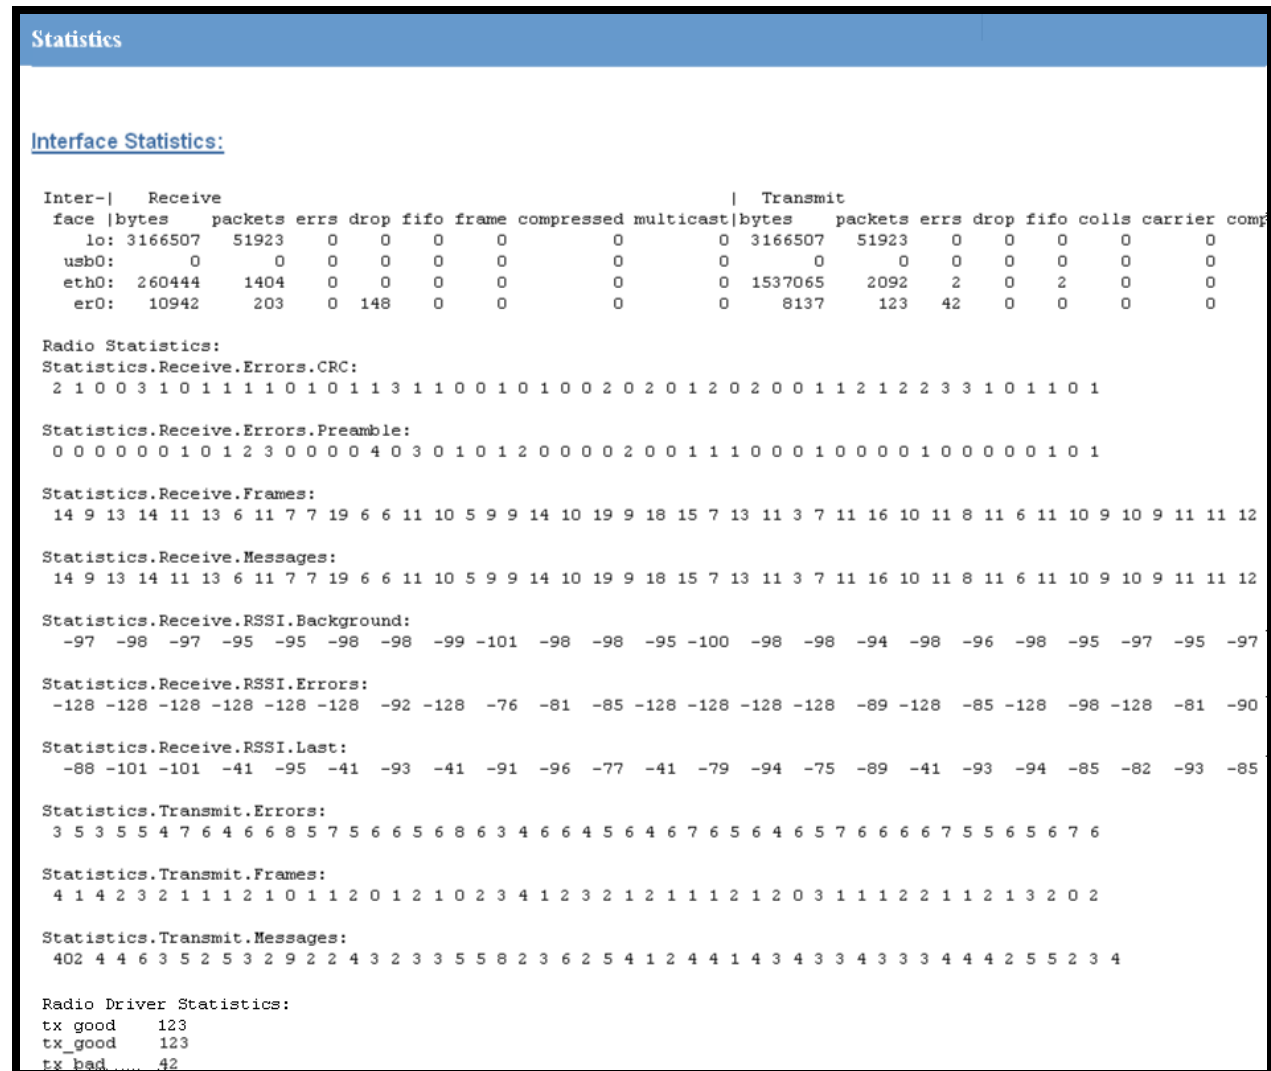 Statistics
Interface Statistics:
Inter-| Receive | Transmit
face |bytes packets errs drop fifo frame compressed multicast|bytes packets errs drop fifo colls carrier comp
lo: 3166507 51923 0 0 0 0 0 0 3166507 51923 0 0 0 0 0
usb0: 0 0 0 0 0 0 0 0 0 0 0 0 0 0 0
eth0: 260444 1404 0 0 0 0 0 0 1537065 2092 2 0 2 0 0
er0: 10942 203 0 148 0 0 0 0 8137 123 42 0 0 0 0
Radio Statistics:
Statistics.Receive.Errors.CRC:
2 1 0 0 3 1 0 1 1 1 1 0 1 0 1 1 3 1 1 0 0 1 0 1 0 0 2 0 2 0 1 2 0 2 0 0 1 1 2 1 2 2 3 3 1 0 1 1 0 1
Statistics.Receive.Errors.Preamble:
0 0 0 0 0 0 1 0 1 2 3 0 0 0 0 4 0 3 0 1 0 1 2 0 0 0 0 2 0 0 1 1 1 0 0 0 1 0 0 0 0 1 0 0 0 0 0 1 0 1
Statistics.Receive.Frames:
14 9 13 14 11 13 6 11 7 7 19 6 6 11 10 5 9 9 14 10 19 9 18 15 7 13 11 3 7 11 16 10 11 8 11 6 11 10 9 10 9 11 11 12
Statistics.Receive.Messages:
14 9 13 14 11 13 6 11 7 7 19 6 6 11 10 5 9 9 14 10 19 9 18 15 7 13 11 3 7 11 16 10 11 8 11 6 11 10 9 10 9 11 11 12
Statistics.Receive.RSSI.Background:
-97 -98 -97 -95 -95 -98 -98 -99 -101 -98 -98 -95 -100 -98 -98 -94 -98 -96 -98 -95 -97 -95 -97
Statistics.Receive.RSSI.Errors:
-128 -128 -128 -128 -128 -128 -92 -128 -76 -81 -85 -128 -128 -128 -128 -89 -128 -85 -128 -98 -128 -81 -90
Statistics.Receive.RSSI.Last:
-88 -101 -101 -41 -95 -41 -93 -41 -91 -96 -77 -41 -79 -94 -75 -89 -41 -93 -94 -85 -82 -93 -85
Statistics.Transmit.Errors:
3 5 3 5 5 4 7 6 4 6 6 8 5 7 5 6 6 5 6 8 6 3 4 6 6 4 5 6 4 6 7 6 5 6 4 6 5 7 6 6 6 6 7 5 5 6 5 6 7 6
Statistics.Transmit.Frames:
4 1 4 2 3 2 1 1 1 2 1 0 1 1 2 0 1 2 1 0 2 3 4 1 2 3 2 1 2 1 1 1 2 1 2 0 3 1 1 1 2 2 1 1 2 1 3 2 0 2
Statistics.Transmit.Messages:
402 4 4 6 3 5 2 5 3 2 9 2 2 4 3 2 3 3 5 5 8 2 3 6 2 5 4 1 2 4 4 1 4 3 4 3 3 4 3 3 3 4 4 4 2 5 5 2 3 4
Radio Driver Statistics:
tx good 123
tx_good 123
tx bad 42